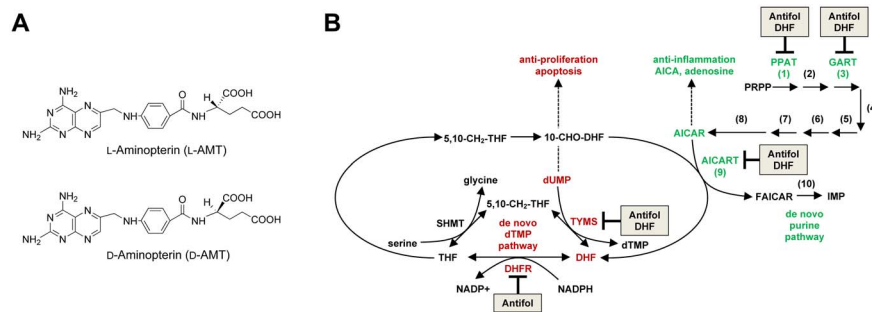 A
NH2
N
N
N
N
H2N
NHN
O
N
H
H
COOH
COOH
L-Aminopterin (L-AMT)
NH2
N
N
N
N
H2N
NHN
O
N
H
H
COOH
COOH
D-Aminopterin (D-AMT)
B
Antifol
DHF
Antifol
DHF
anti-proliferation
apoptosis
anti-inflammation
AICA, adenosine
PPAT
(1)
GART
(3)
PRPP
(2)
(4
5,10-CH2-THF
10-CHO-DHF
AICAR
(8)
(7)
(6)
(5)
AICART
(9)
Antifol
DHF
glycine
dUMP
FAICAR
(10)
IMP
5,10-CH2-THF
SHMT
TYMS
Antifol
DHF
de novo
purine
pathway
serine
de novo
dTMP
pathway
dTMP
THF
DHF
DHFR
NADP+
NADPH
Antifol